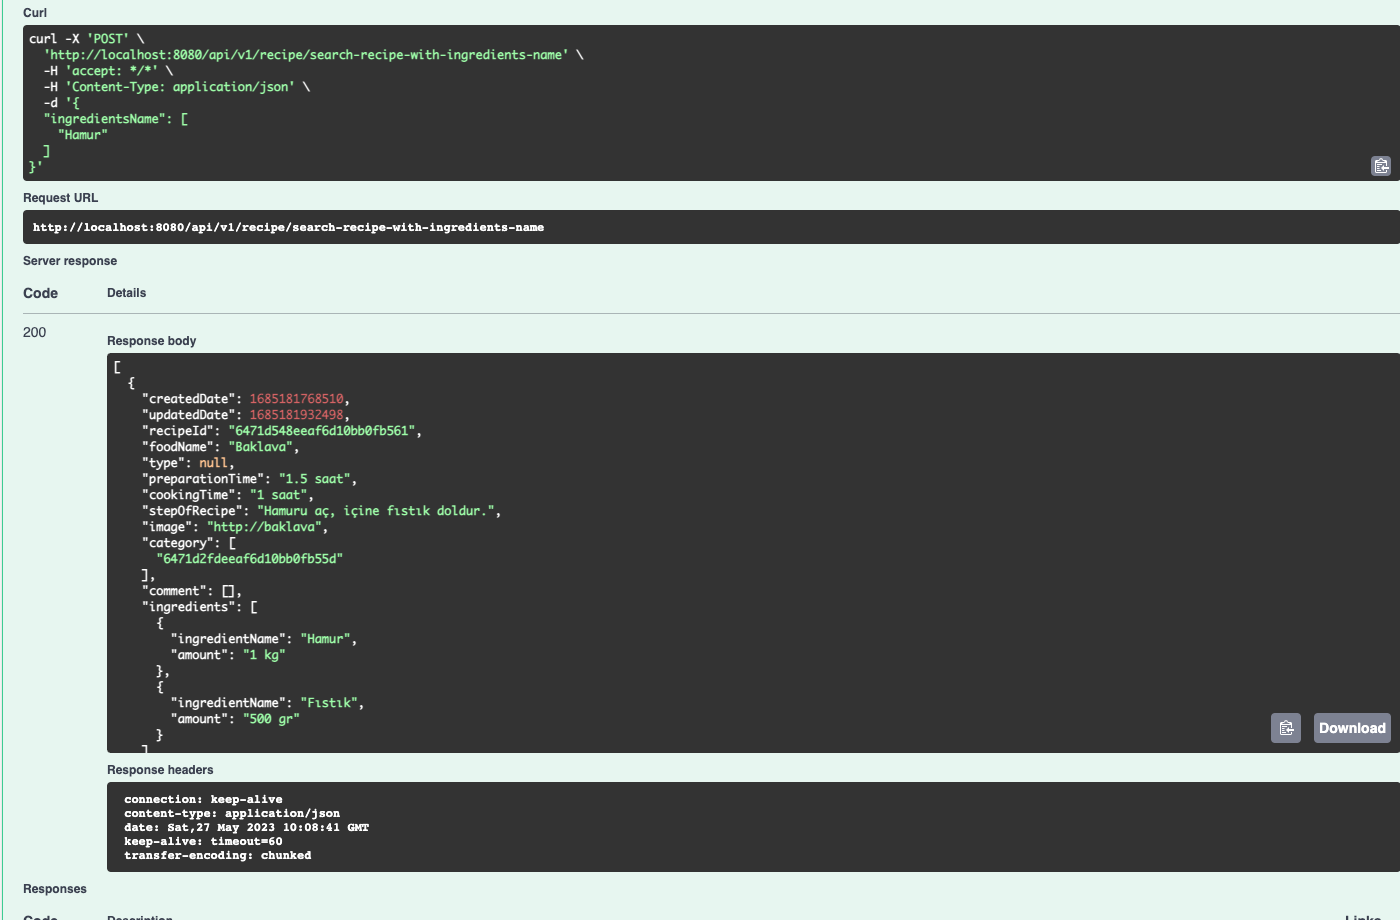 Curl
curl -X 'POST' \
  'http://localhost:8080/api/v1/recipe/search-recipe-with-ingredients-name' \
  -H 'accept: */*' \
  -H 'Content-Type: application/json' \
  -d '{
  "ingredientsName": [
    "Hamur"
  ]
}'
Request URL
http://localhost:8080/api/v1/recipe/search-recipe-with-ingredients-name
Server response
Code Details
200
Response body
[
  {
    "createdDate": 1685181768510,
    "updatedDate": 1685181932498,
    "recipeId": "6471d548eeaf6d10bb0fb561",
    "foodName": "Baklava",
    "type": null,
    "preparationTime": "1.5 saat",
    "cookingTime": "1 saat",
    "stepOfRecipe": "Hamuru aç, içine fıstık doldur.",
    "image": "http://baklava",
    "category": [
      "6471d2fdeeaf6d10bb0fb55d"
    ],
    "comment": [],
    "ingredients": [
      {
        "ingredientName": "Hamur",
        "amount": "1 kg"
      },
      {
        "ingredientName": "Fıstık",
        "amount": "500 gr"
      }
    ]
Download
Response headers
connection: keep-alive
content-type: application/json
date: Sat,27 May 2023 10:08:41 GMT
keep-alive: timeout=60
transfer-encoding: chunked
Responses
Code Description Links